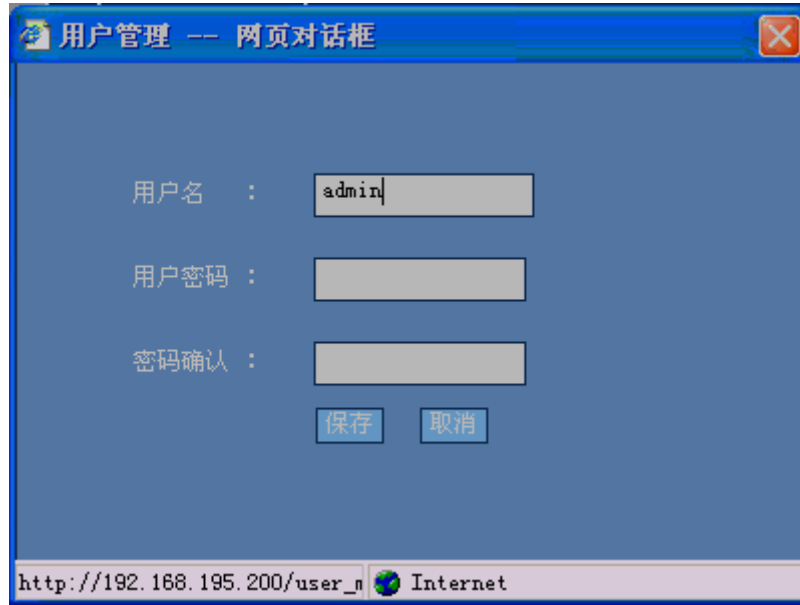 用户管理 -- 网页对话框
用户名 : admin
用户密码 :
密码确认 :
保存 取消
http://192.168.195.200/user_ Internet